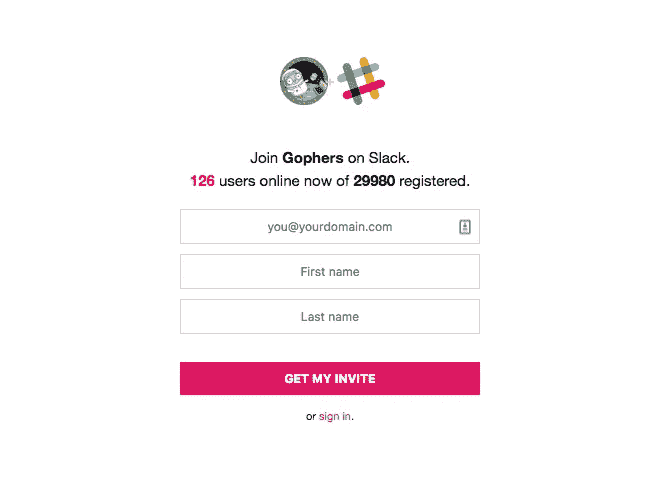 Join Gophers on Slack.
126 users online now of 29980 registered.
you@yourdomain.com
First name
Last name
GET MY INVITE
or sign in.